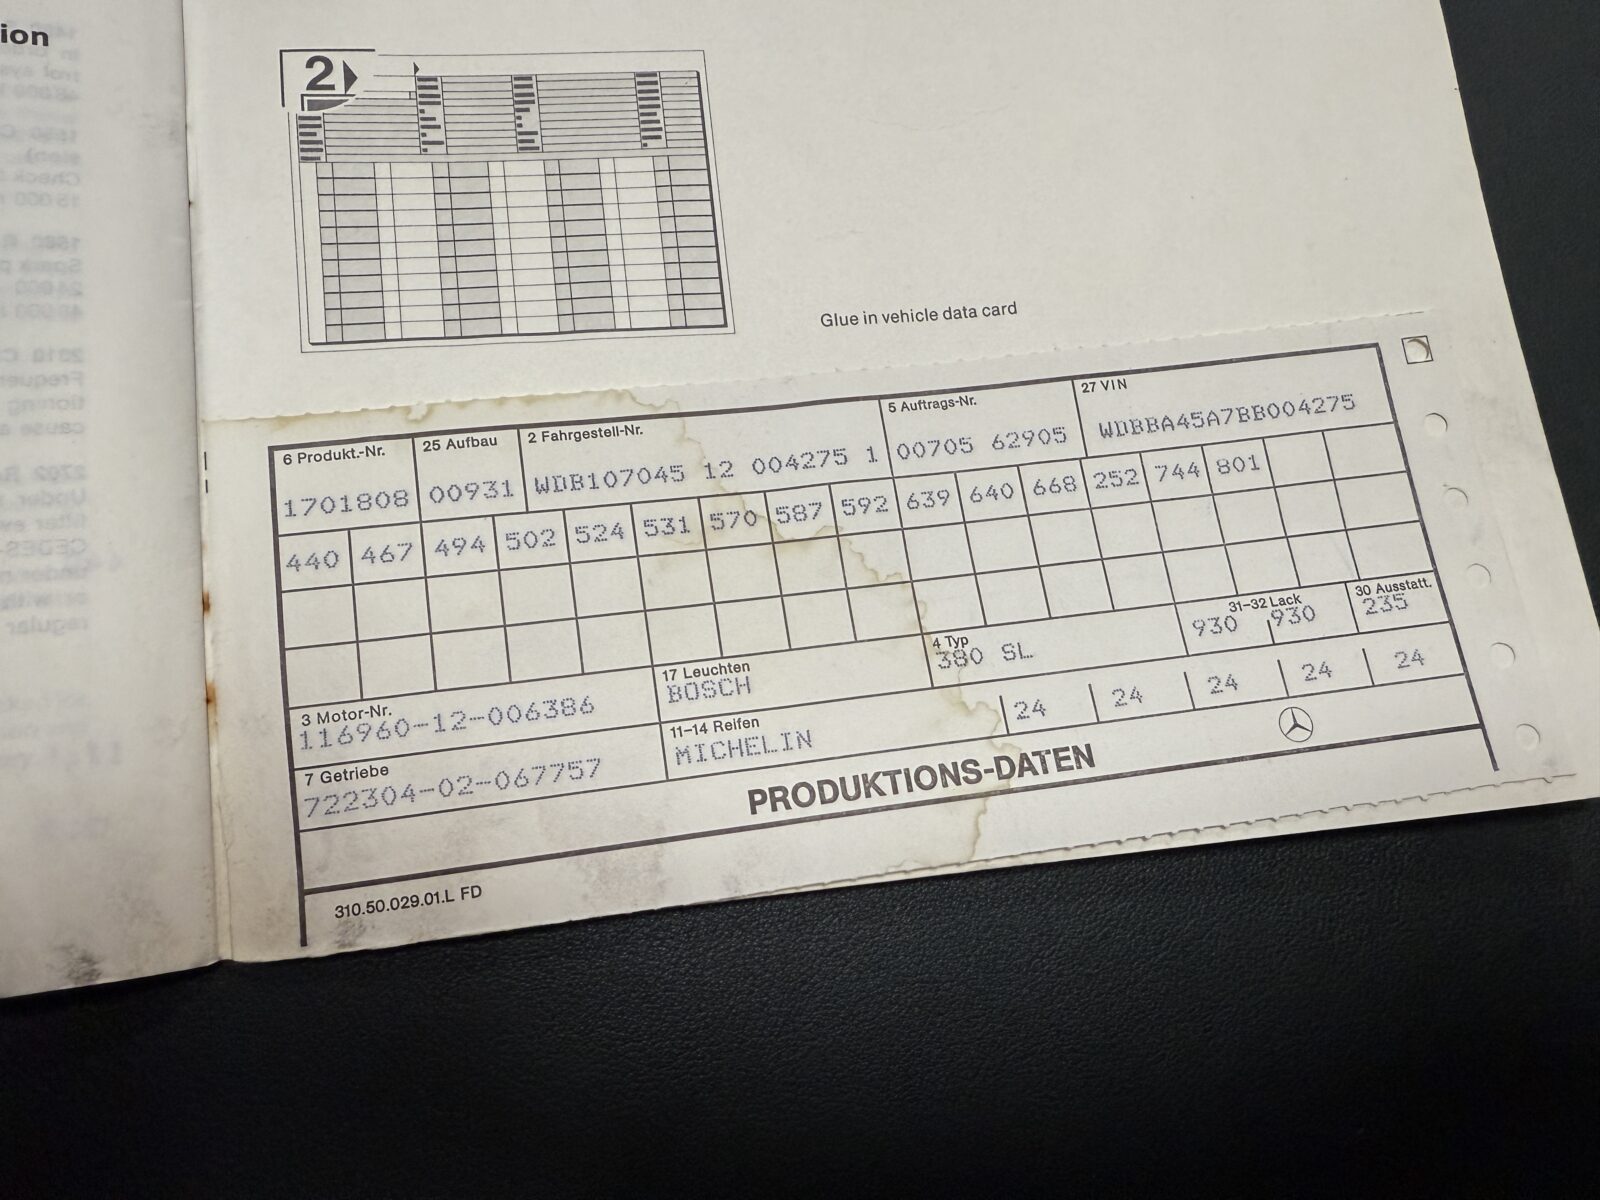 ion
2
Glue in vehicle data card
6 Produkt.-Nr. 25 Aufbau 2 Fahrgestell-Nr. 5 Auftrags-Nr. 27 VIN
1701808 00931 WDB107045 12 004275 1 00705 62905 WDBBA45A7BB004275
440 467 494 502 524 531 570 587 592 639 640 668 252 744 801
3 Motor-Nr. 17 Leuchten 4 Typ 31–32 Lack 30 Ausstatt.
116960-12-006386 BOSCH 380 SL 930 930 235
7 Getriebe 11–14 Reifen
722304-02-067757 MICHELIN 24 24 24 24 24
PRODUKTIONS-DATEN
310.50.029.01.L FD